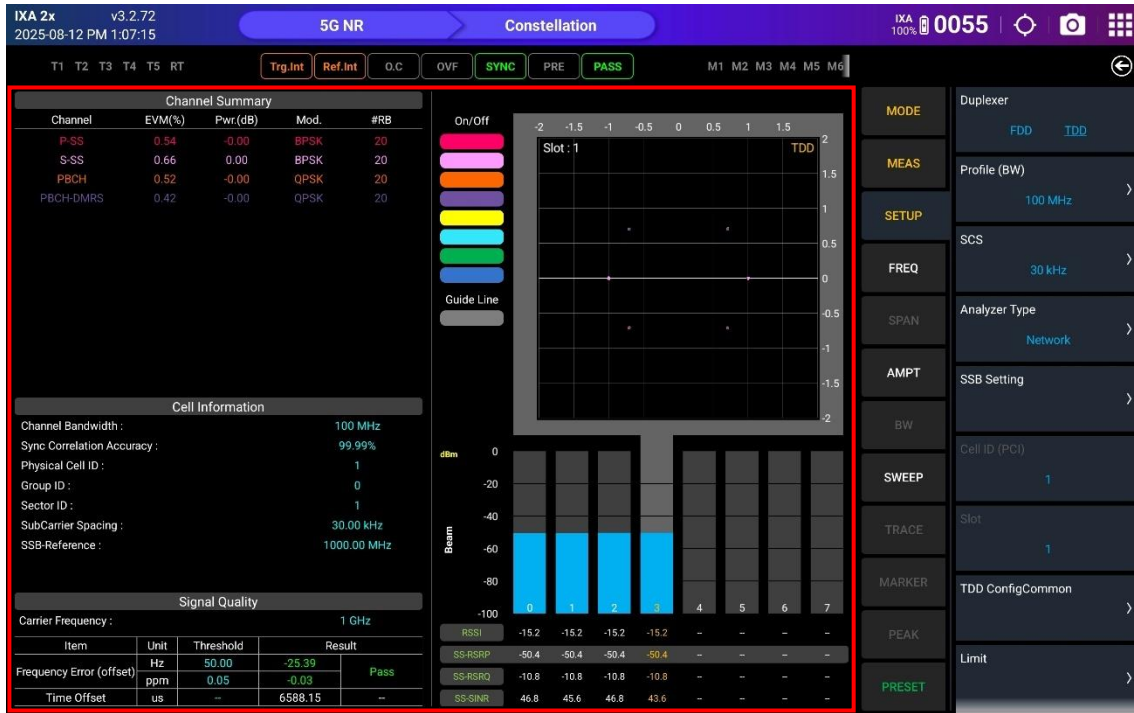 IXA 2x v3.2.72
2025-08-12 PM 1:07:15
5G NR
Constellation
IXA
100%
0055
T1 T2 T3 T4 T5 RT
Trg.Int Ref.Int O.C OVF SYNC PRE PASS
M1 M2 M3 M4 M5 M6
Channel Summary
Channel EVM(%) Pwr.(dB) Mod. #RB
P-SS 0.54 -0.00 BPSK 20
S-SS 0.66 0.00 BPSK 20
PBCH 0.52 -0.00 QPSK 20
PBCH-DMRS 0.42 -0.00 QPSK 20
Cell Information
Channel Bandwidth : 100 MHz
Sync Correlation Accuracy : 99.99%
Physical Cell ID : 1
Group ID : 0
Sector ID : 1
SubCarrier Spacing : 30.00 kHz
SSB-Reference : 1000.00 MHz
Signal Quality
Carrier Frequency : 1 GHz
Item Unit Threshold Result
Frequency Error (offset) Hz 50.00 -25.39 Pass
ppm 0.05 -0.03
Time Offset us -- 6588.15 --
On/Off
Guide Line
-2 -1.5 -1 -0.5 0 0.5 1 1.5
Slot : 1 TDD
2
1.5
1
0.5
0
-0.5
-1
-1.5
-2
dBm
Beam
0
-20
-40
-60
-80
-100
0 1 2 3 4 5 6 7
RSSI -15.2 -15.2 -15.2 -15.2 -- -- -- --
SS-RSRP -50.4 -50.4 -50.4 -50.4 -- -- -- --
SS-RSRQ -10.8 -10.8 -10.8 -10.8 -- -- -- --
SS-SINR 46.8 45.6 46.8 43.6 -- -- -- --
MODE
MEAS
SETUP
FREQ
SPAN
AMPT
BW
SWEEP
TRACE
MARKER
PEAK
PRESET
Duplexer
FDD TDD
Profile (BW)
100 MHz
SCS
30 kHz
Analyzer Type
Network
SSB Setting
Cell ID (PCI)
1
Slot
1
TDD ConfigCommon
Limit